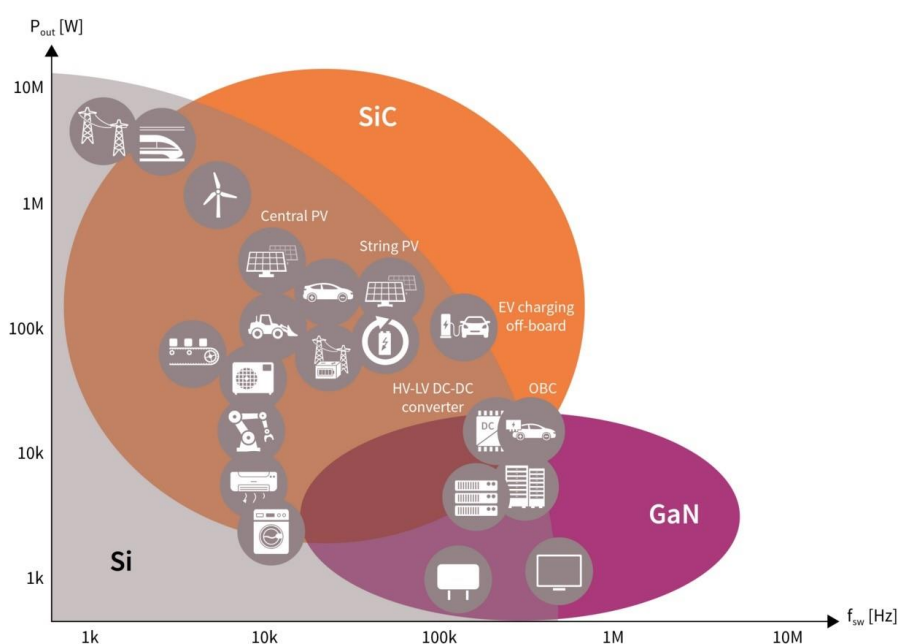 P_out [W]
10M
SiC
1M
Central PV
String PV
EV charging
off-board
100k
HV-LV DC-DC
converter
OBC
DC
10k
GaN
Si
1k
f_sw [Hz]
1k
10k
100k
1M
10M